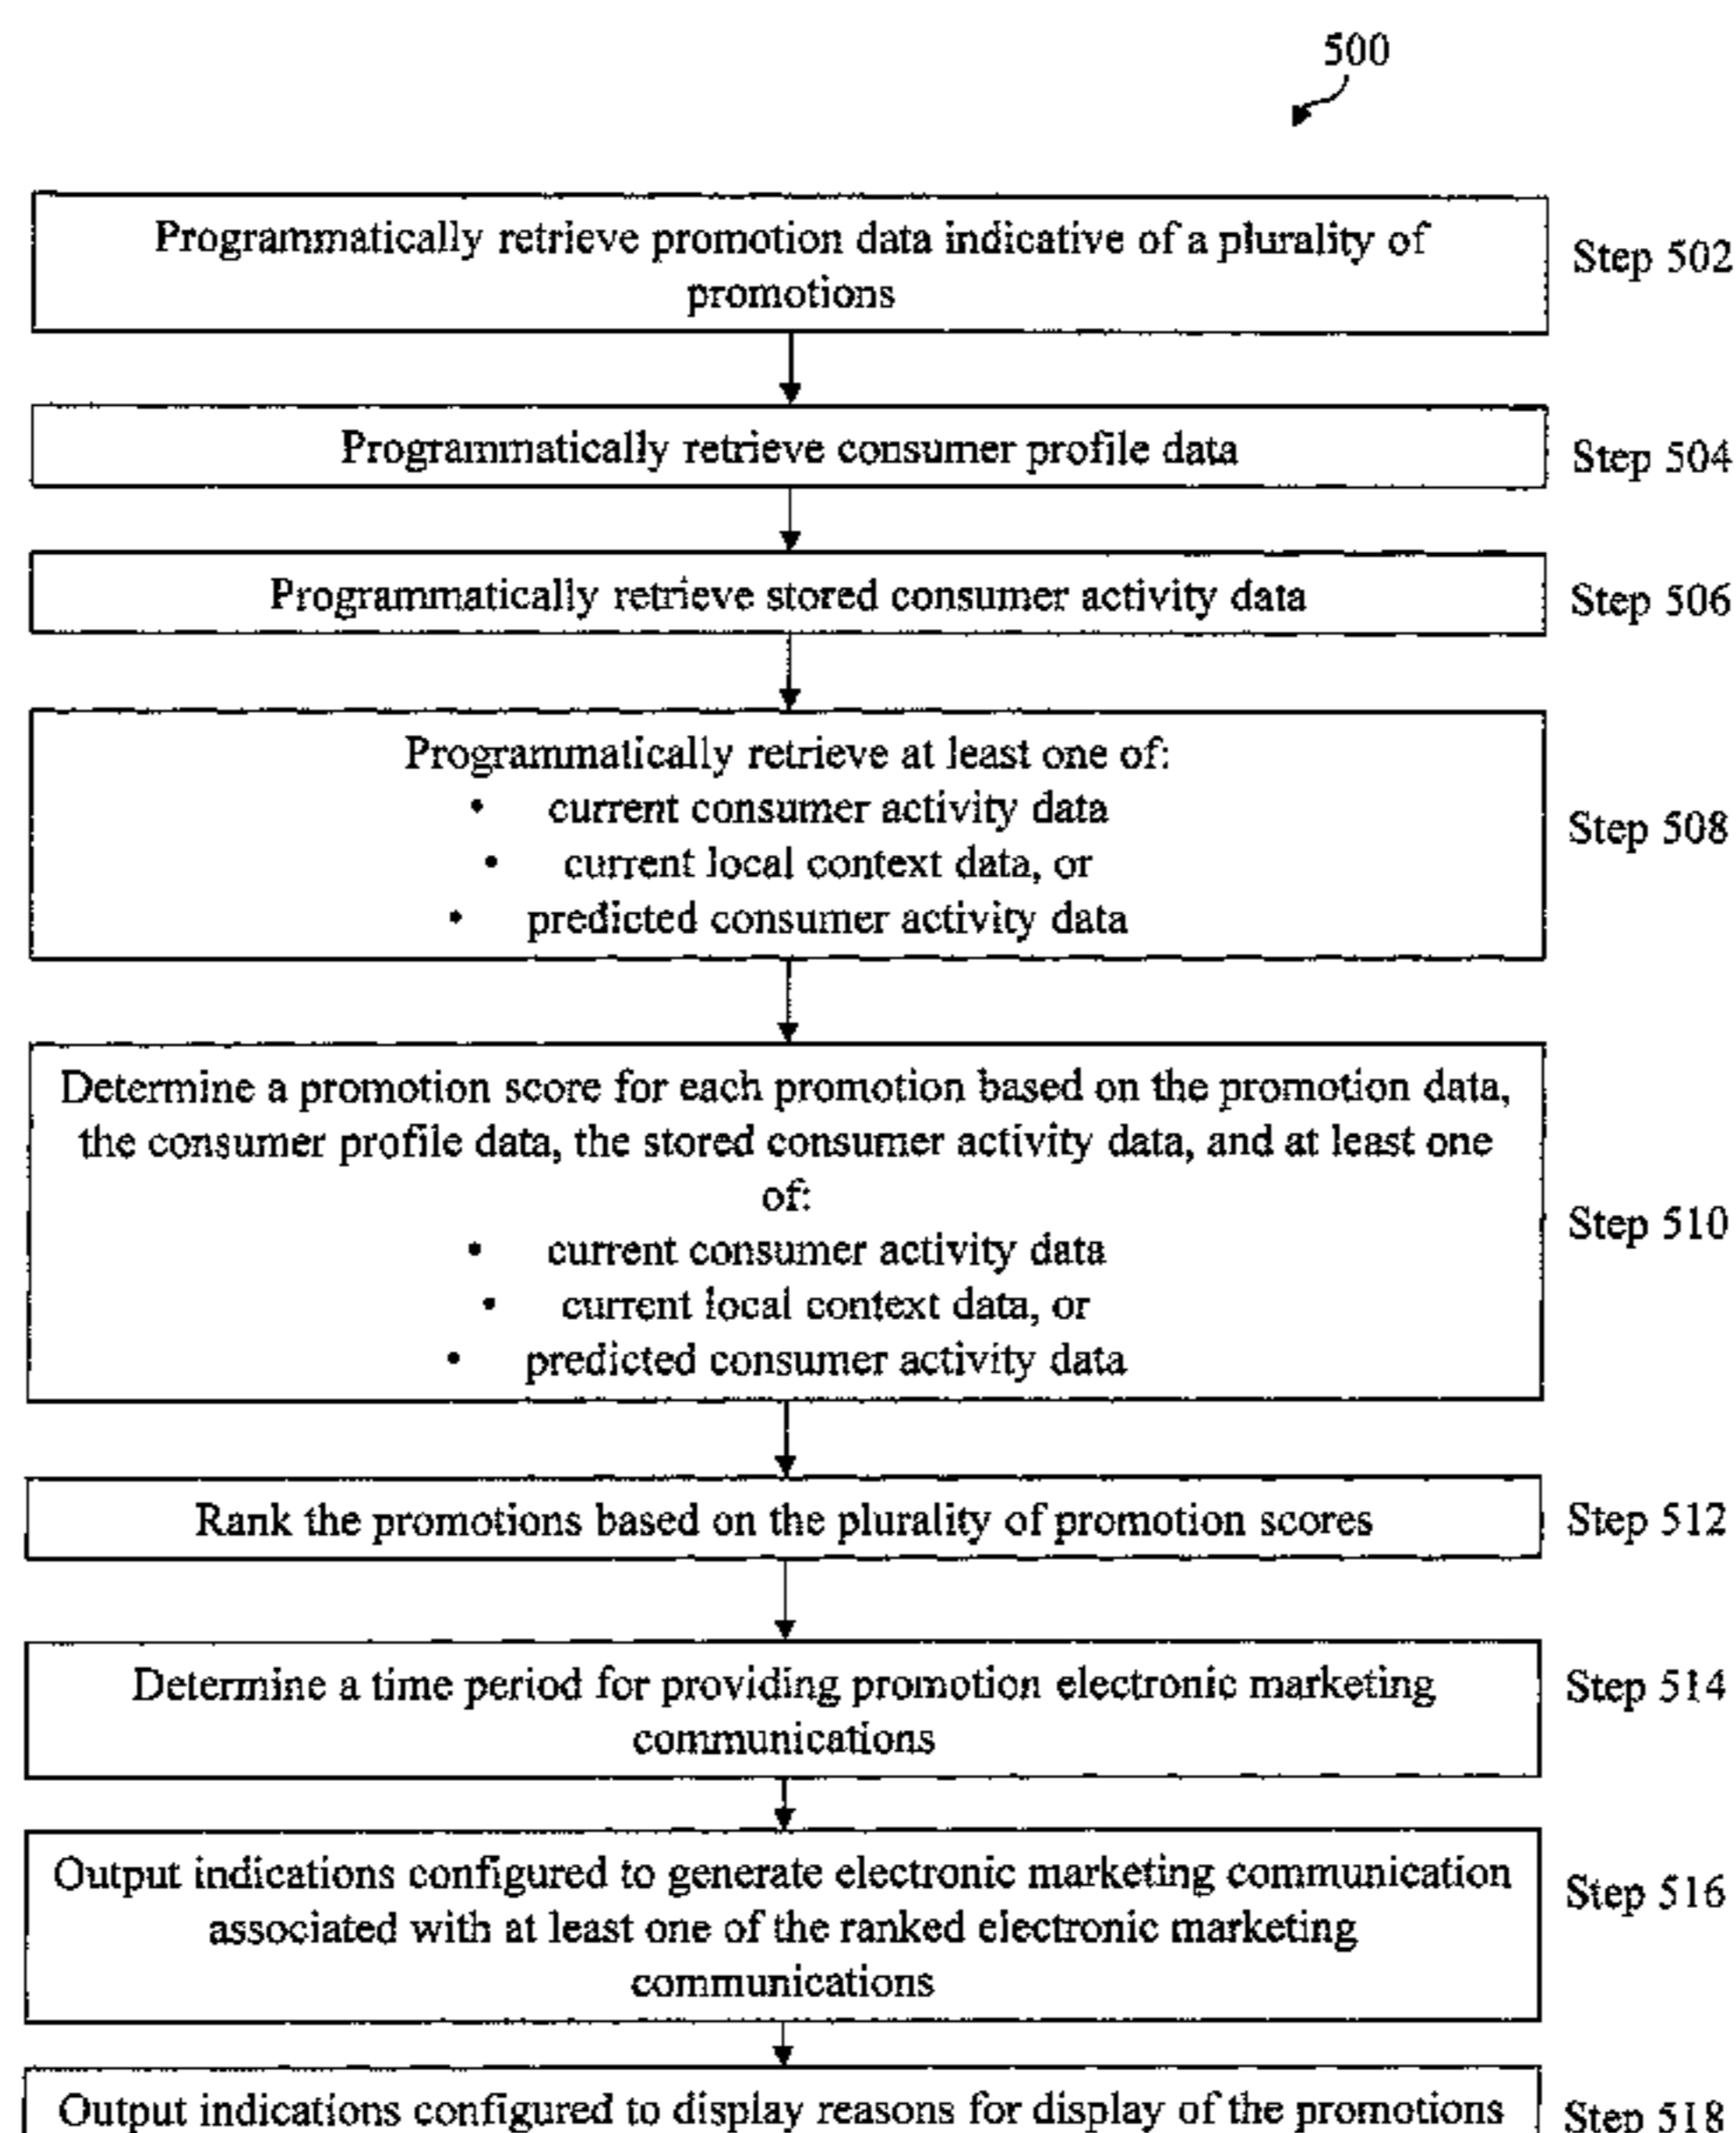 500
Programmatically retrieve promotion data indicative of a plurality of
promotions
Step 502
Programmatically retrieve consumer profile data
Step 504
Programmatically retrieve stored consumer activity data
Step 506
Programmatically retrieve at least one of:
• current consumer activity data
• current local context data, or
• predicted consumer activity data
Step 508
Determine a promotion score for each promotion based on the promotion data,
the consumer profile data, the stored consumer activity data, and at least one
of:
• current consumer activity data
• current local context data, or
• predicted consumer activity data
Step 510
Rank the promotions based on the plurality of promotion scores
Step 512
Determine a time period for providing promotion electronic marketing
communications
Step 514
Output indications configured to generate electronic marketing communication
associated with at least one of the ranked electronic marketing
communications
Step 516
Output indications configured to display reasons for display of the promotions
Step 518